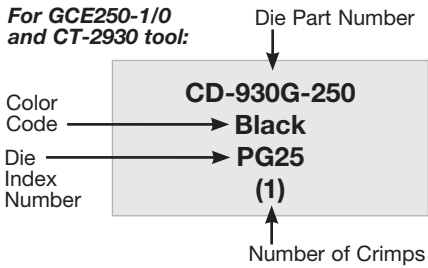 For GCE250-1/0
and CT-2930 tool:
Die Part Number
CD-930G-250
Color
Code
Black
Die
Index
Number
PG25
(1)
Number of Crimps